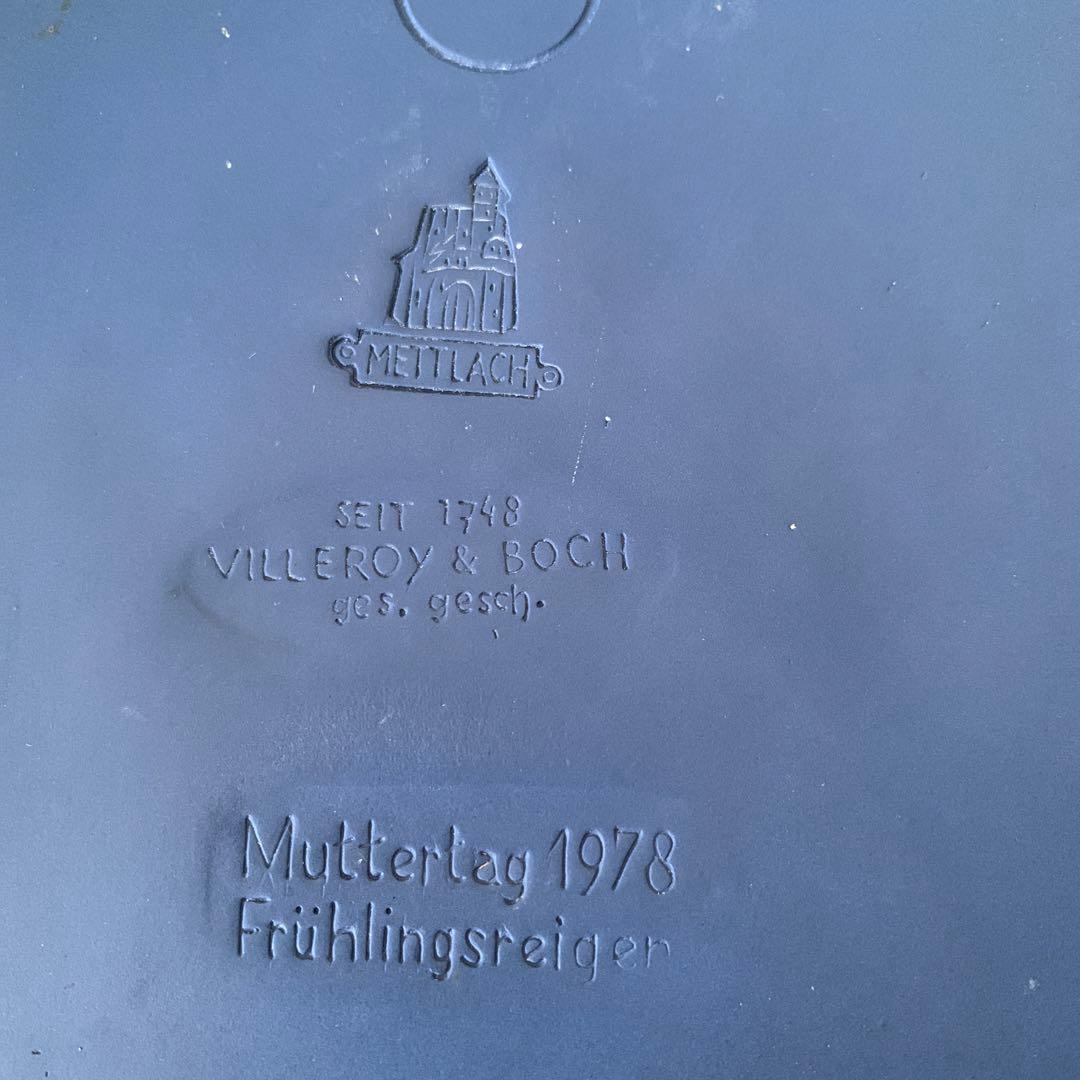 METTLACH
SEIT 1748
VILLEROY & BOCH
ges. gesch.
Muttertag 1978
Frühlingsreigen